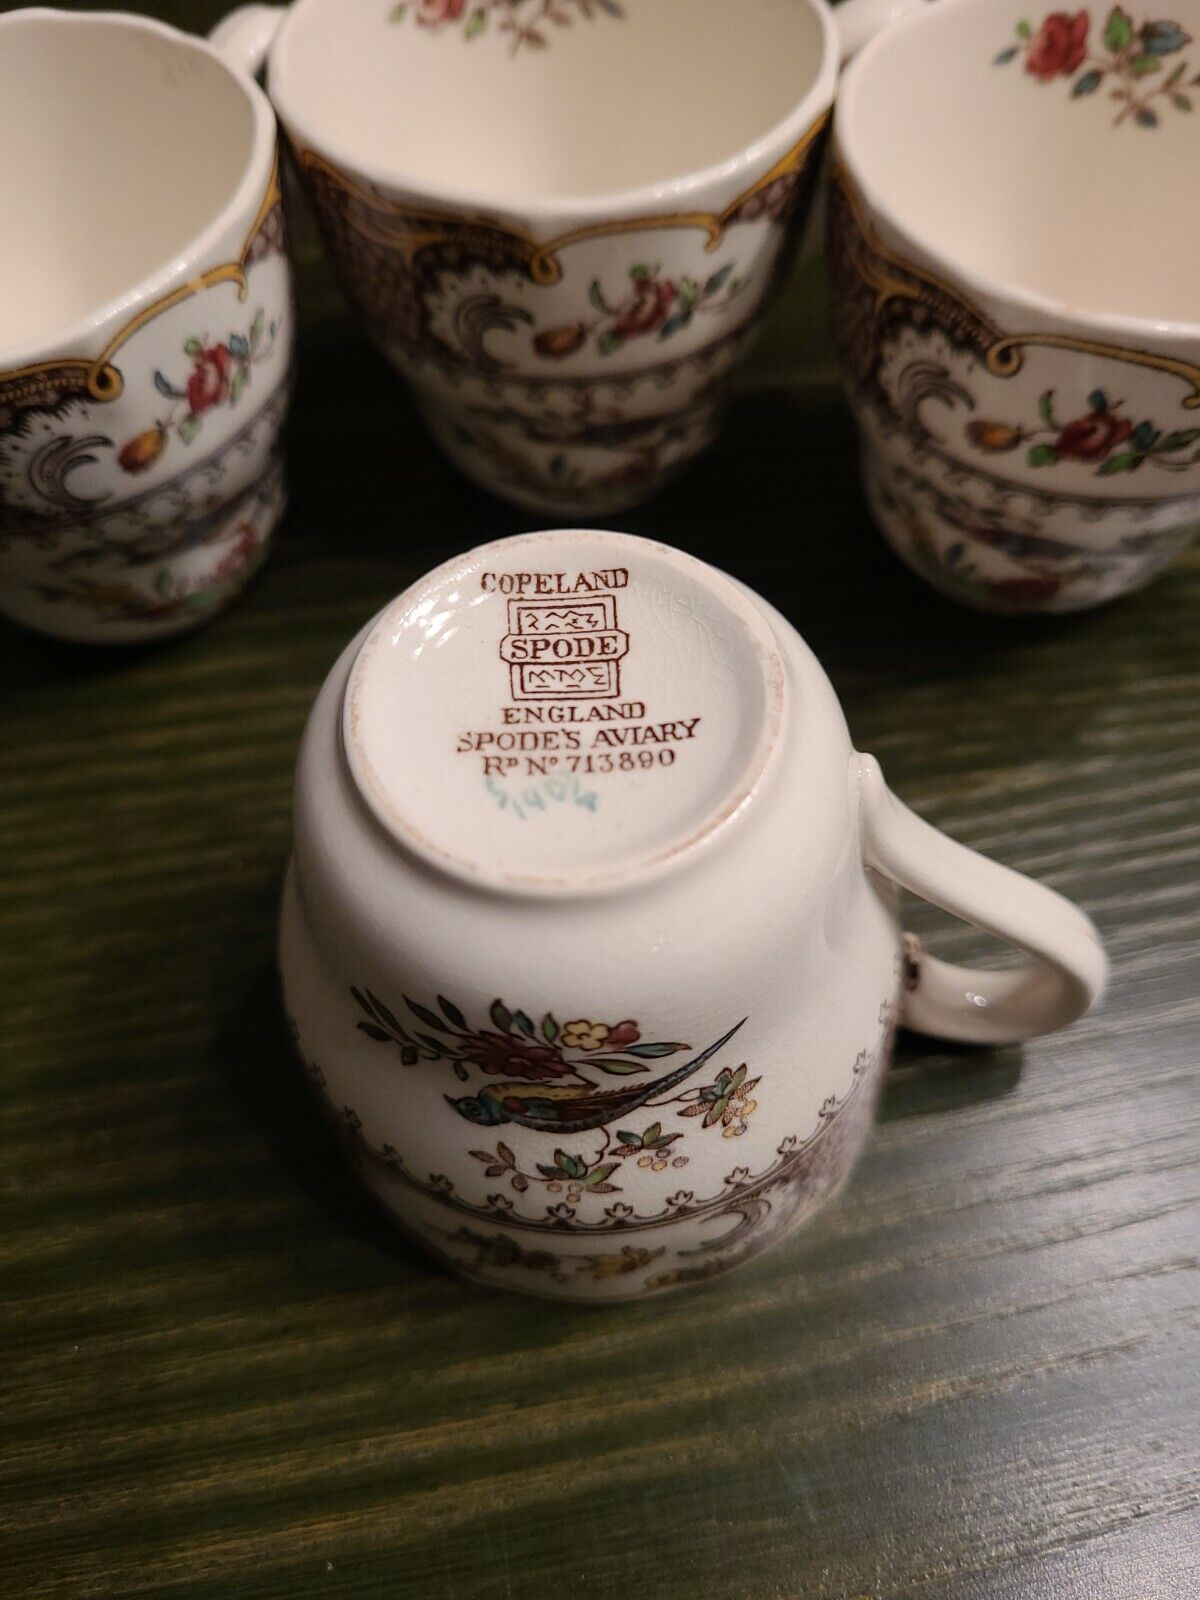 COPELAND
SPODE
ENGLAND
SPODE'S AVIARY
Rᴰ Nº 713890